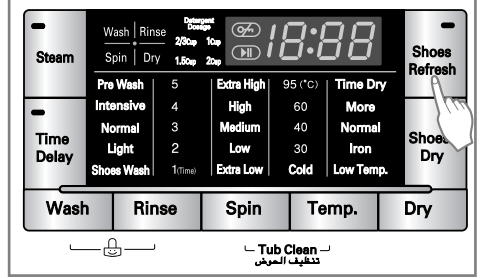 Steam
Wash Rinse
Spin Dry
Detergent Dosage
2/3Cup 1Cup
1.5Cup 2Cup
18:88
Shoes Refresh
Pre Wash 5 Extra High 95 (°C) Time Dry
Intensive 4 High 60 More
Normal 3 Medium 40 Normal
Light 2 Low 30 Iron
Shoes Wash 1(Time) Extra Low Cold Low Temp.
Time Delay
Shoes Dry
Wash Rinse Spin Temp. Dry
Tub Clean
تنظيف الحوض